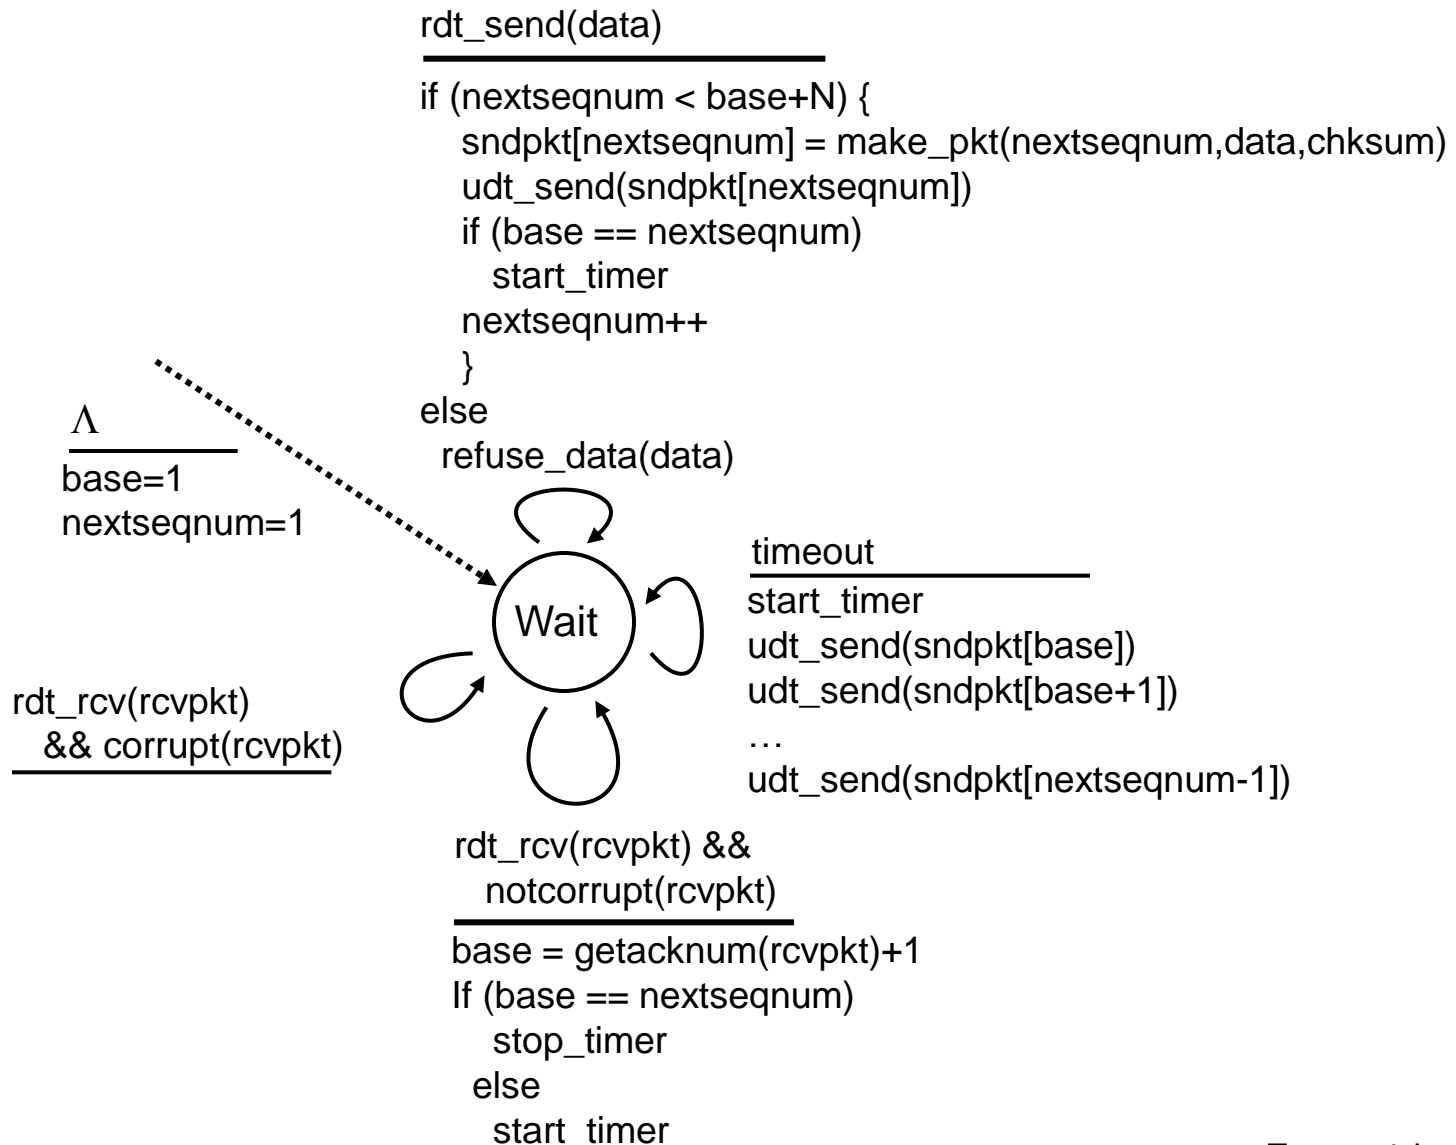 rdt_send(data)
if (nextseqnum < base+N) {
sndpkt[nextseqnum] = make_pkt(nextseqnum,data,chksum)
udt_send(sndpkt[nextseqnum])
if (base == nextseqnum)
start_timer
nextseqnum++
}
else
refuse_data(data)
Λ
base=1
nextseqnum=1
Wait
timeout
start_timer
udt_send(sndpkt[base])
udt_send(sndpkt[base+1])
…
udt_send(sndpkt[nextseqnum-1])
rdt_rcv(rcvpkt)
&& corrupt(rcvpkt)
rdt_rcv(rcvpkt) &&
notcorrupt(rcvpkt)
base = getacknum(rcvpkt)+1
If (base == nextseqnum)
stop_timer
else
start_timer